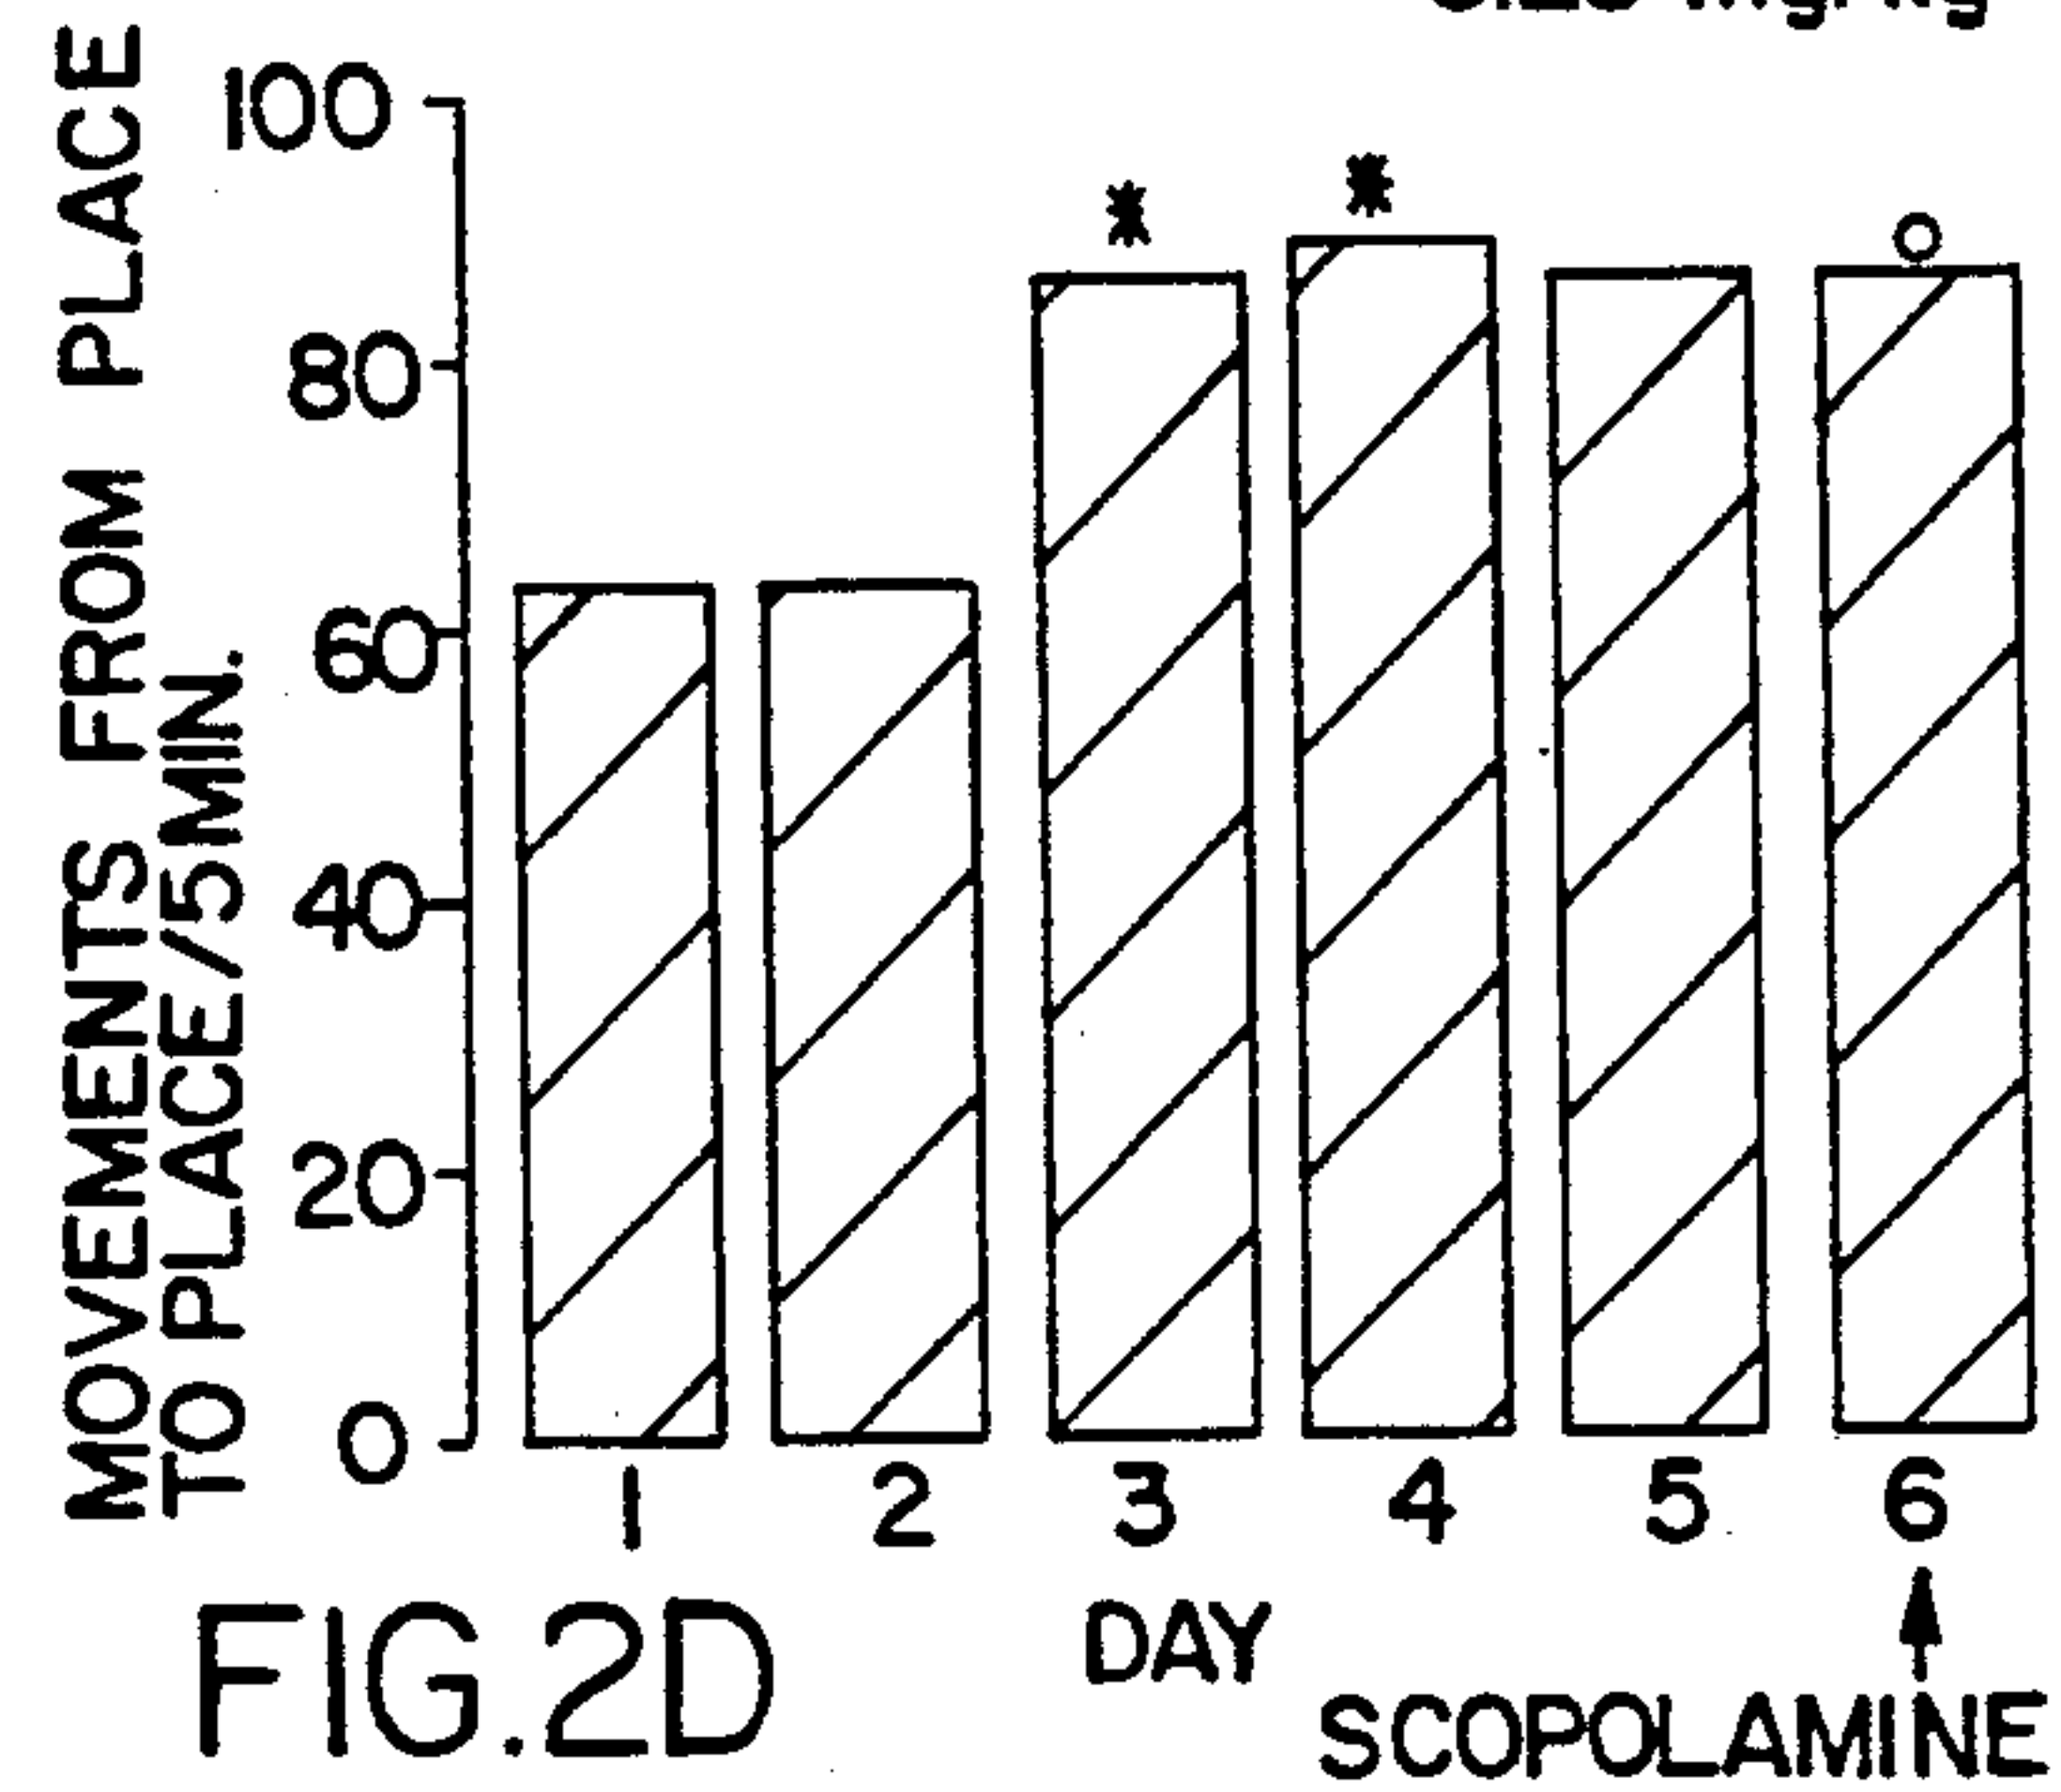 MOVEMENTS FROM PLACE
TO PLACE/5MIN.
100
80
60
40
20
0
*
*
o
1 2 3 4 5 6
DAY
SCOPOLAMINE
FIG.2D